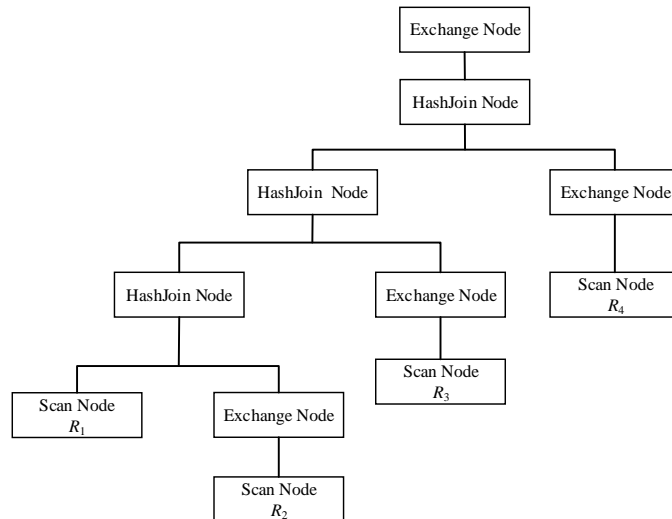 Exchange Node
HashJoin Node
HashJoin  Node
Exchange Node
HashJoin Node
Exchange Node
Scan Node
R4
Scan Node
R1
Exchange Node
Scan Node
R3
Scan Node
R2